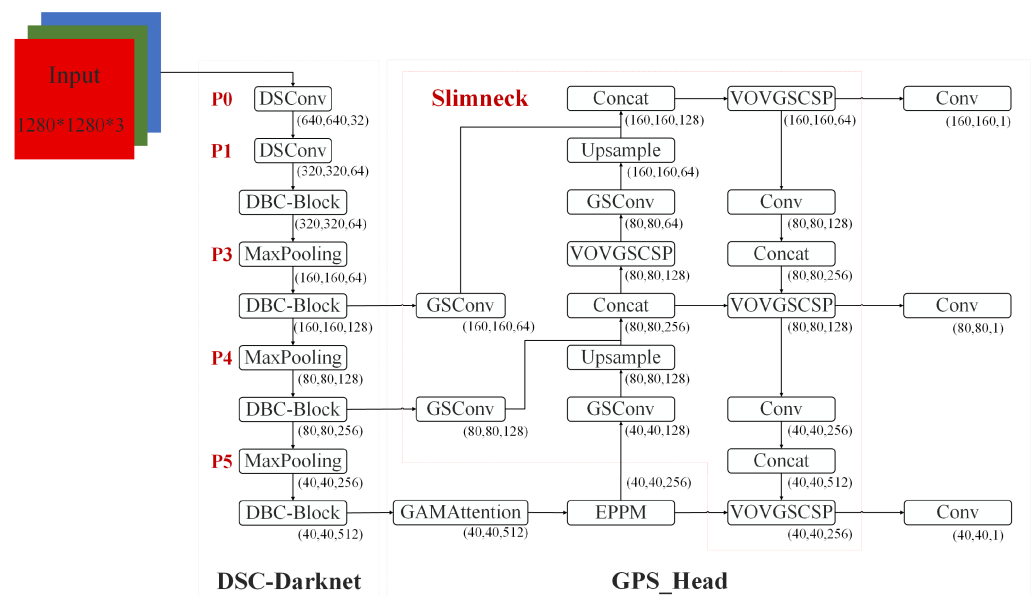 Input
1280*1280*3
P0
DSConv
(640,640,32)
P1
DSConv
(320,320,64)
DBC-Block
(320,320,64)
P3
MaxPooling
(160,160,64)
DBC-Block
(160,160,128)
P4
MaxPooling
(80,80,128)
DBC-Block
(80,80,256)
P5
MaxPooling
(40,40,256)
DBC-Block
(40,40,512)
DSC-Darknet
Slimneck
GSConv
(160,160,64)
GSConv
(80,80,128)
GAMAttention
(40,40,512)
Concat
(160,160,128)
Upsample
(160,160,64)
GSConv
(80,80,64)
VOVGSCSP
(80,80,128)
Concat
(80,80,256)
Upsample
(80,80,128)
GSConv
(40,40,128)
(40,40,256)
EPPM
VOVGSCSP
(160,160,64)
Conv
(80,80,128)
Concat
(80,80,256)
VOVGSCSP
(80,80,128)
Conv
(40,40,256)
Concat
(40,40,512)
VOVGSCSP
(40,40,256)
Conv
(160,160,1)
Conv
(80,80,1)
Conv
(40,40,1)
GPS_Head